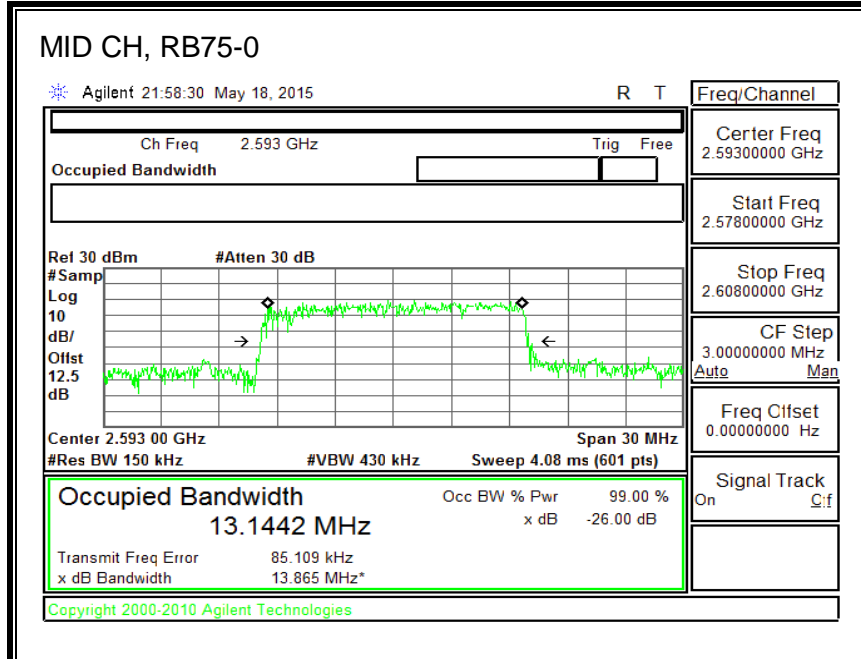 MID CH, RB75-0
Agilent 21:58:30 May 18, 2015 R T
Freq/Channel
Ch Freq 2.593 GHz Trig Free
Occupied Bandwidth
Center Freq
2.59300000 GHz
Start Freq
2.57800000 GHz
Stop Freq
2.60800000 GHz
CF Step
3.00000000 MHz
Auto Man
Freq Offset
0.00000000 Hz
Signal Track
On Off
Ref 30 dBm #Atten 30 dB
#Samp
Log
10
dB/
Offst
12.5
dB
Center 2.593 00 GHz Span 30 MHz
#Res BW 150 kHz #VBW 430 kHz Sweep 4.08 ms (601 pts)
Occupied Bandwidth Occ BW % Pwr 99.00 %
13.1442 MHz x dB -26.00 dB
Transmit Freq Error 85.109 kHz
x dB Bandwidth 13.865 MHz*
Copyright 2000-2010 Agilent Technologies